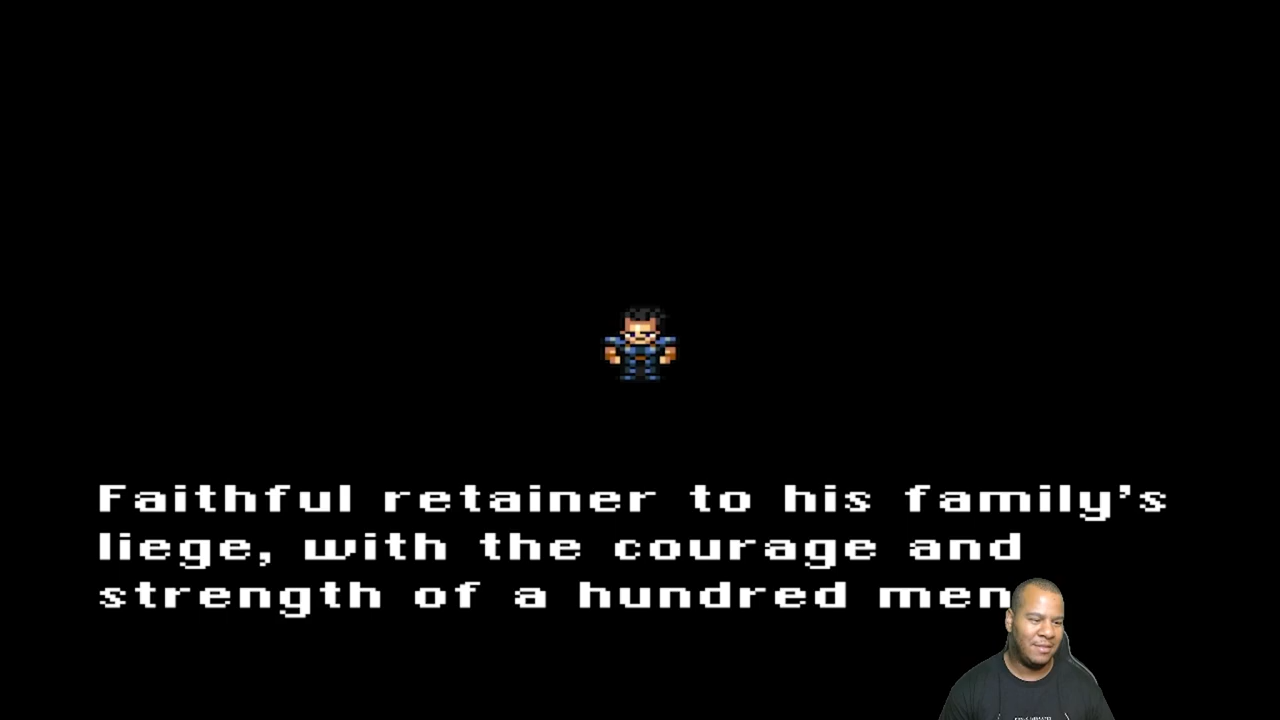 Faithful retainer to his family's
liege, with the courage and
strength of a hundred men